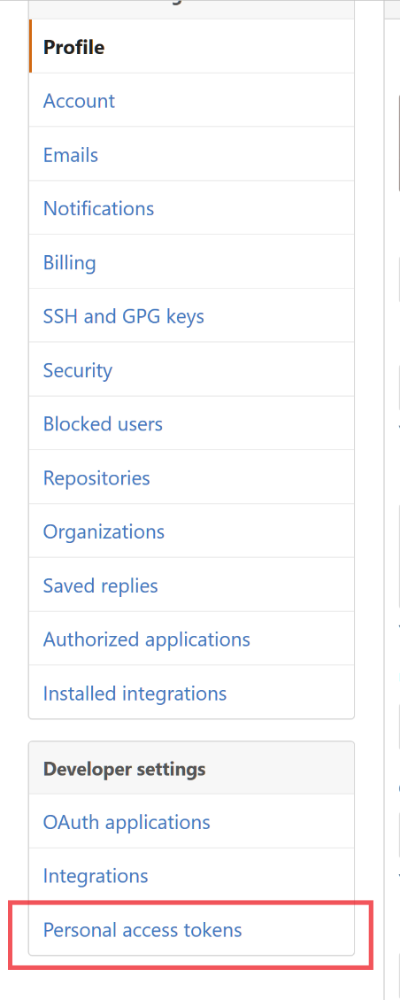 Profile
Account
Emails
Notifications
Billing
SSH and GPG keys
Security
Blocked users
Repositories
Organizations
Saved replies
Authorized applications
Installed integrations
Developer settings
OAuth applications
Integrations
Personal access tokens